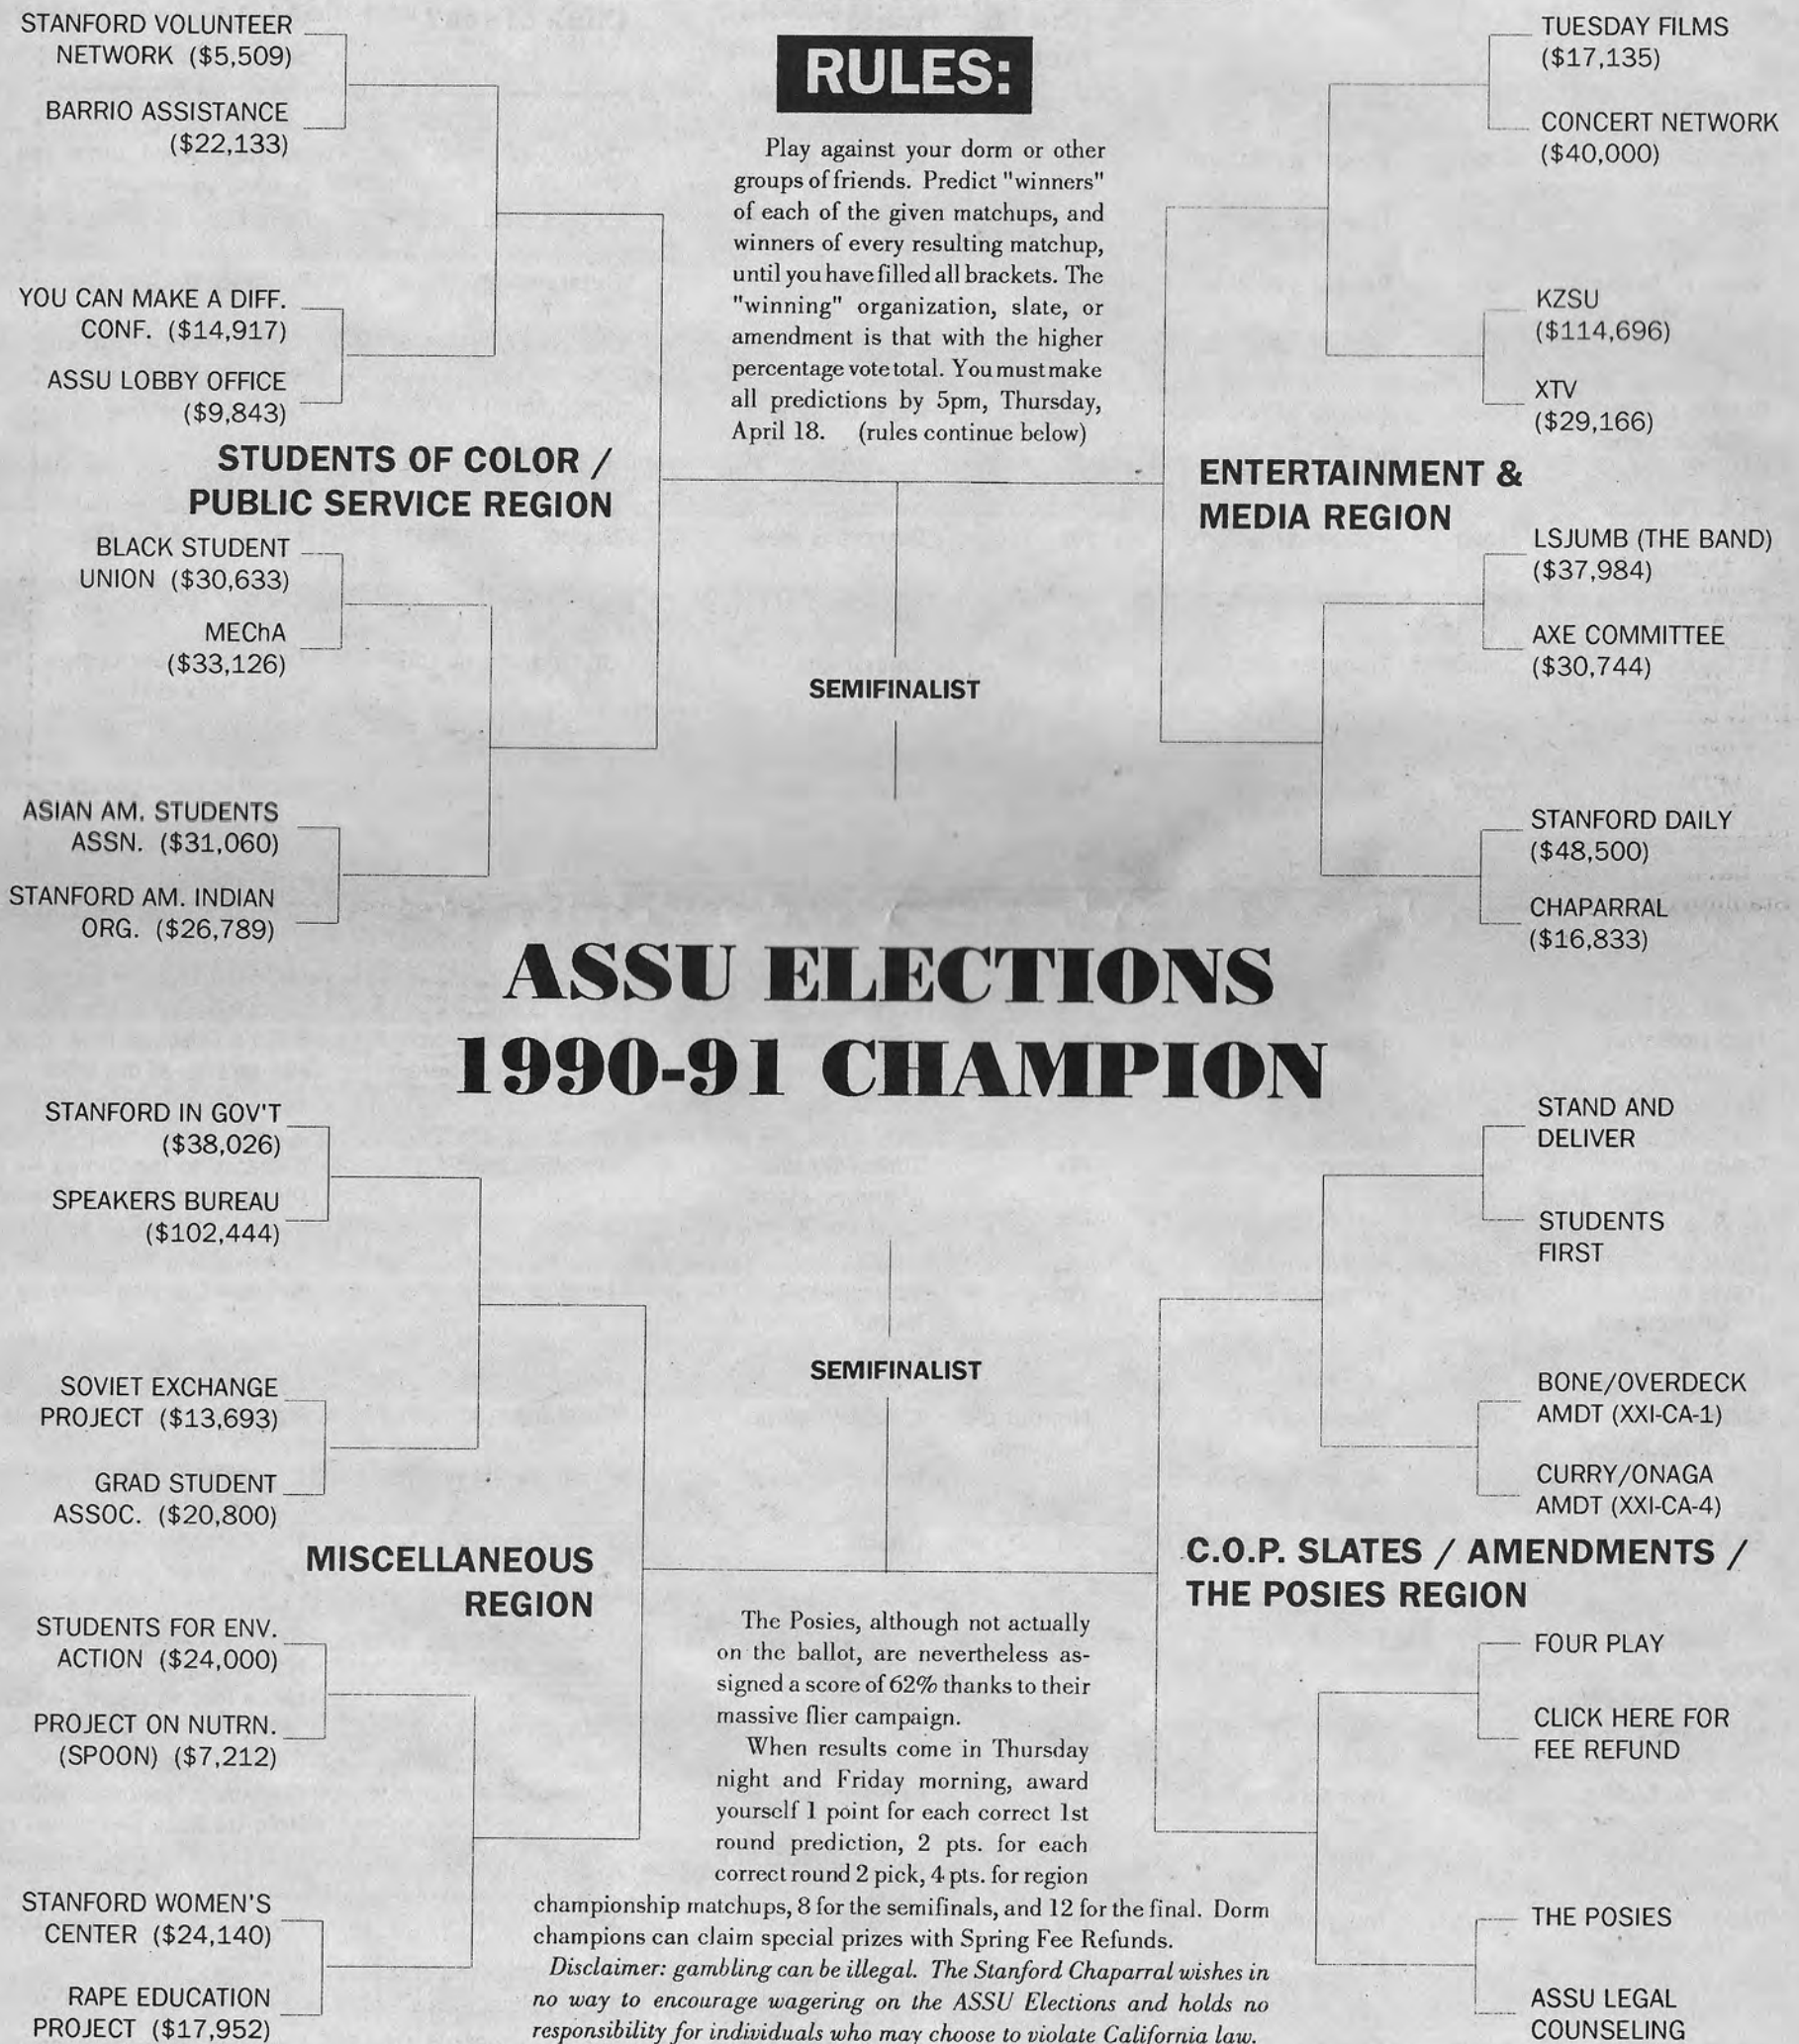 STANFORD VOLUNTEER
NETWORK ($5,509)
BARRIO ASSISTANCE
($22,133)
YOU CAN MAKE A DIFF.
CONF. ($14,917)
ASSU LOBBY OFFICE
($9,843)
STUDENTS OF COLOR /
PUBLIC SERVICE REGION
BLACK STUDENT
UNION ($30,633)
MEChA
($33,126)
ASIAN AM. STUDENTS
ASSN. ($31,060)
STANFORD AM. INDIAN
ORG. ($26,789)
RULES:
Play against your dorm or other
groups of friends. Predict "winners"
of each of the given matchups, and
winners of every resulting matchup,
until you have filled all brackets. The
"winning" organization, slate, or
amendment is that with the higher
percentage vote total. You must make
all predictions by 5pm, Thursday,
April 18. (rules continue below)
SEMIFINALIST
TUESDAY FILMS
($17,135)
CONCERT NETWORK
($40,000)
KZSU
($114,696)
XTV
($29,166)
ENTERTAINMENT &
MEDIA REGION
LSJUMB (THE BAND)
($37,984)
AXE COMMITTEE
($30,744)
STANFORD DAILY
($48,500)
CHAPARRAL
($16,833)
ASSU ELECTIONS
1990-91 CHAMPION
STANFORD IN GOV'T
($38,026)
SPEAKERS BUREAU
($102,444)
SOVIET EXCHANGE
PROJECT ($13,693)
GRAD STUDENT
ASSOC. ($20,800)
MISCELLANEOUS
REGION
STUDENTS FOR ENV.
ACTION ($24,000)
PROJECT ON NUTRN.
(SPOON) ($7,212)
STANFORD WOMEN'S
CENTER ($24,140)
RAPE EDUCATION
PROJECT ($17,952)
SEMIFINALIST
The Posies, although not actually
on the ballot, are nevertheless as-
signed a score of 62% thanks to their
massive flier campaign.
When results come in Thursday
night and Friday morning, award
yourself 1 point for each correct 1st
round prediction, 2 pts. for each
correct round 2 pick, 4 pts. for region
championship matchups, 8 for the semifinals, and 12 for the final. Dorm
champions can claim special prizes with Spring Fee Refunds.
Disclaimer: gambling can be illegal. The Stanford Chaparral wishes in
no way to encourage wagering on the ASSU Elections and holds no
responsibility for individuals who may choose to violate California law.
STAND AND
DELIVER
STUDENTS
FIRST
BONE/OVERDECK
AMDT (XXI-CA-1)
CURRY/ONAGA
AMDT (XXI-CA-4)
C.O.P. SLATES / AMENDMENTS /
THE POSIES REGION
FOUR PLAY
CLICK HERE FOR
FEE REFUND
THE POSIES
ASSU LEGAL
COUNSELING